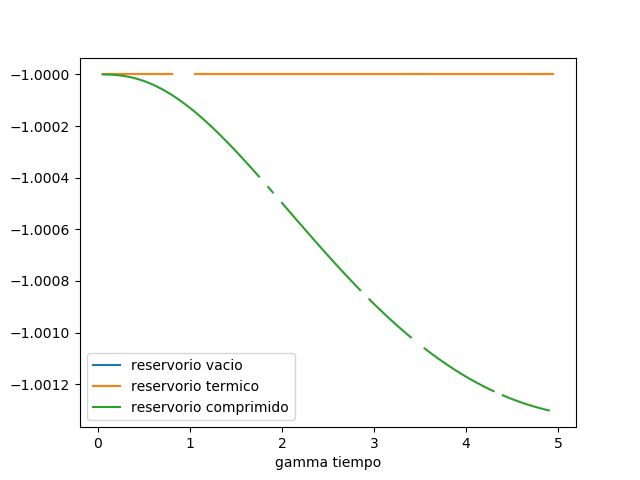 −1.0000
−1.0002
−1.0004
−1.0006
−1.0008
−1.0010
−1.0012
reservorio vacio
reservorio termico
reservorio comprimido
0 1 2 3 4 5
gamma tiempo